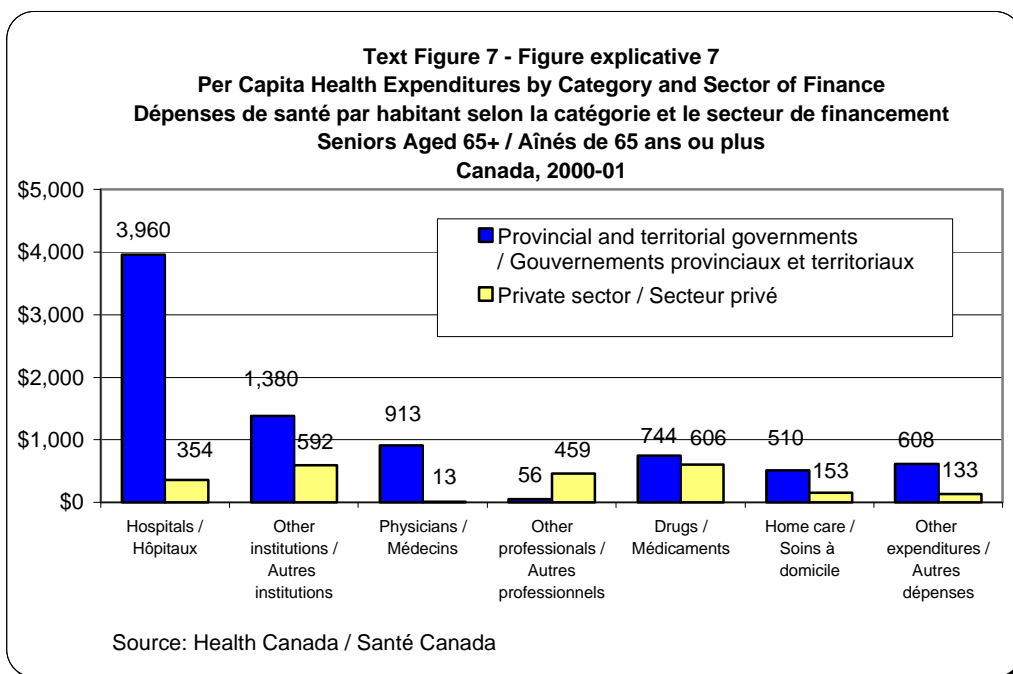 Text Figure 7 - Figure explicative 7
Per Capita Health Expenditures by Category and Sector of Finance
Dépenses de santé par habitant selon la catégorie et le secteur de financement
Seniors Aged 65+ / Aînés de 65 ans ou plus
Canada, 2000-01
$5,000
$4,000
$3,000
$2,000
$1,000
$0
Provincial and territorial governments
/ Gouvernements provinciaux et territoriaux
Private sector / Secteur privé
3,960
354
1,380
592
913
13
56
459
744
606
510
153
608
133
Hospitals /
Hôpitaux
Other
institutions /
Autres
institutions
Physicians /
Médecins
Other
professionals /
Autres
professionnels
Drugs /
Médicaments
Home care /
Soins à
domicile
Other
expenditures /
Autres
dépenses
Source: Health Canada / Santé Canada